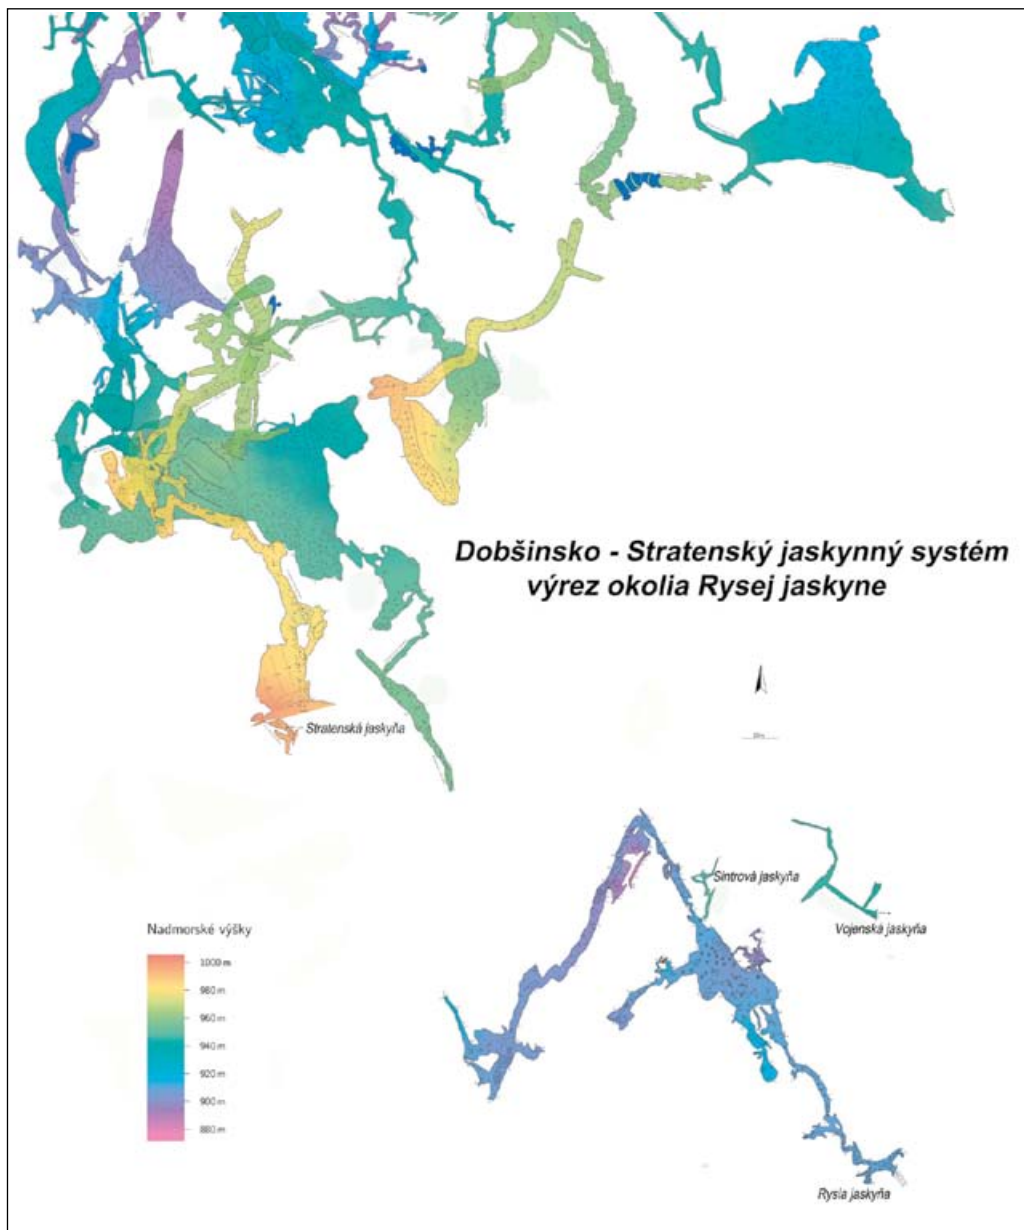 Dobšinsko - Stratenský jaskynný systém
výrez okolia Rysej jaskyne
Stratenská jaskyňa
Sintrová jaskyňa
Vojenská jaskyňa
Nadmorské výšky
1000 m
980 m
960 m
940 m
920 m
900 m
880 m
Rysia jaskyňa